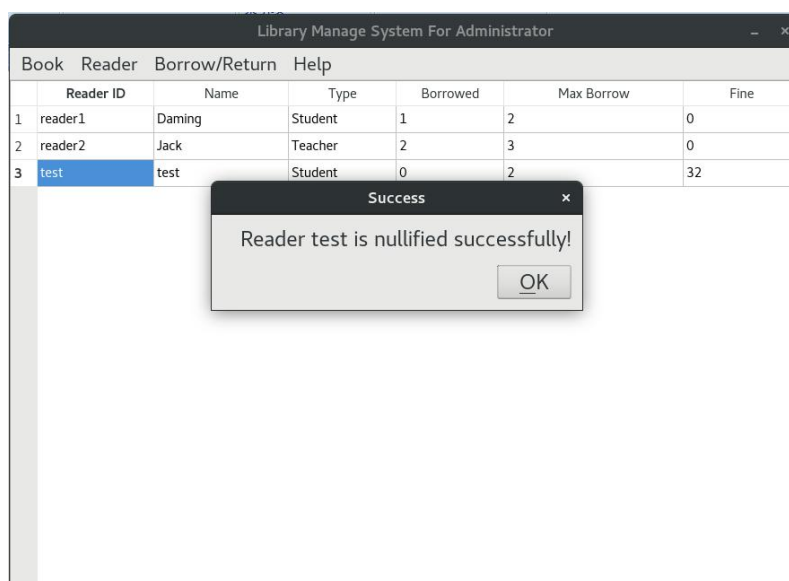 Library Manage System For Administrator
Book Reader Borrow/Return Help
Reader ID Name Type Borrowed Max Borrow Fine
1 reader1 Daming Student 1 2 0
2 reader2 Jack Teacher 2 3 0
3 test test Student 0 2 32
Success
Reader test is nullified successfully!
OK